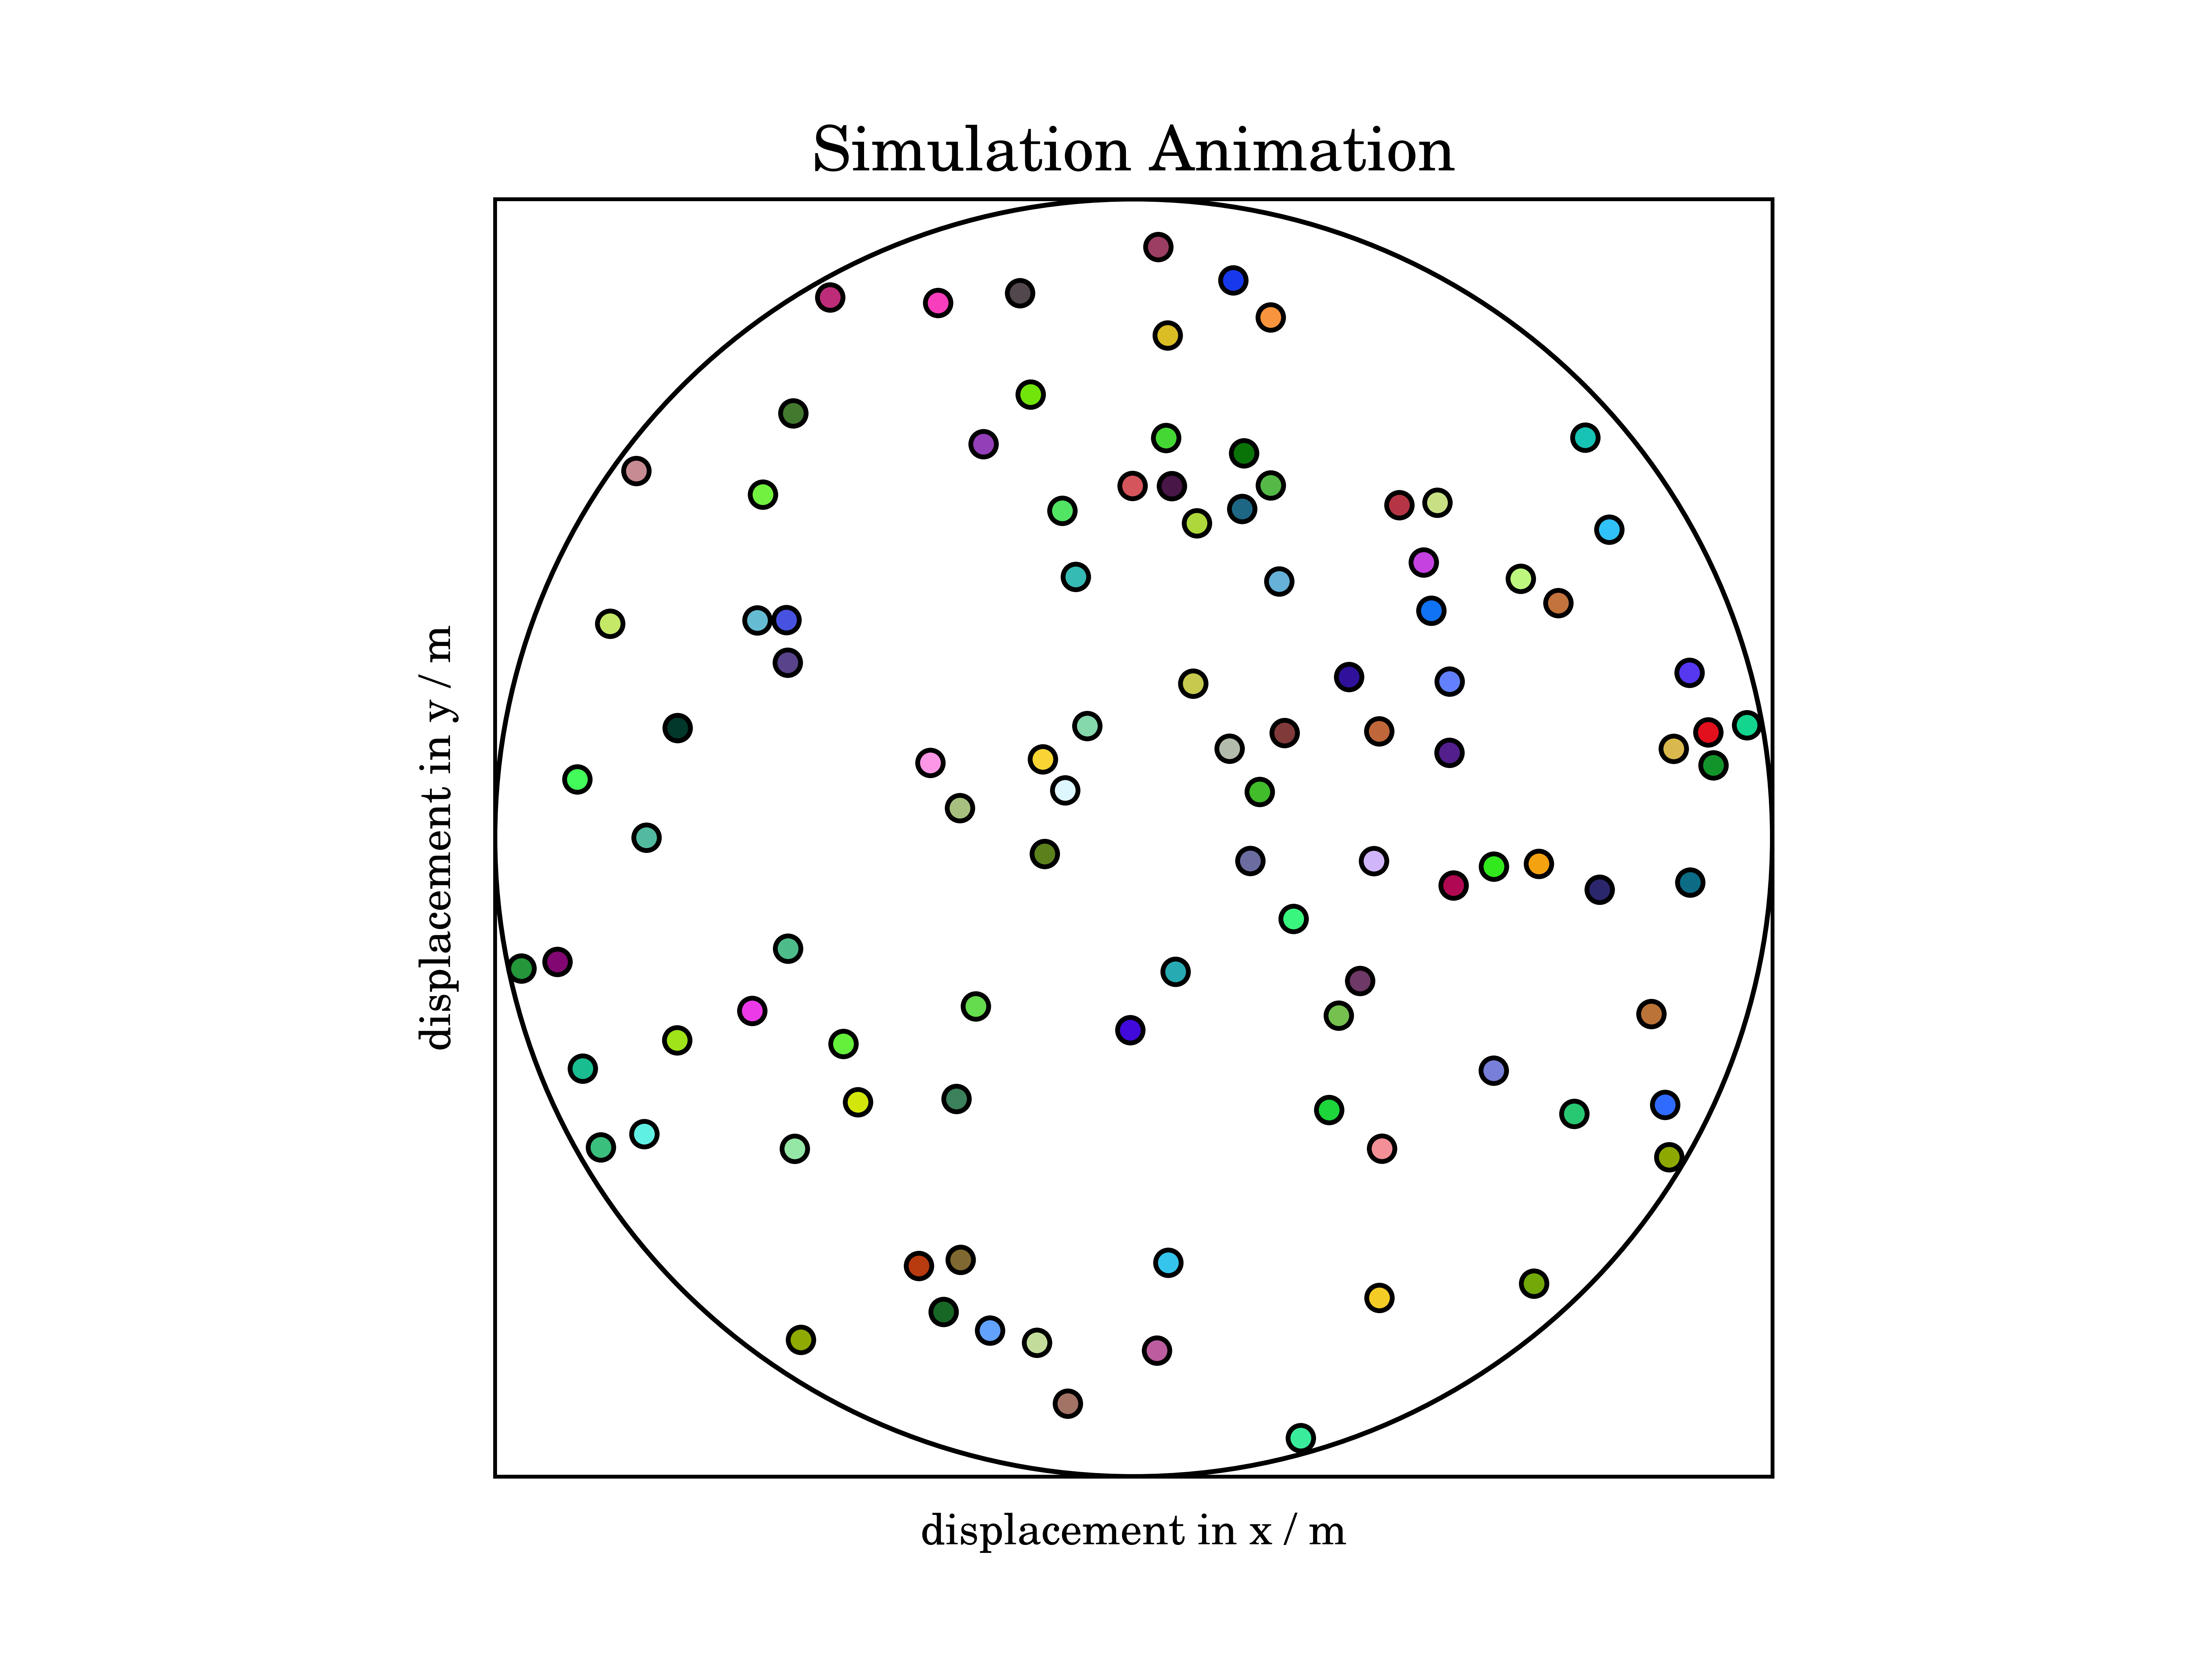 Simulation Animation
displacement in y / m
displacement in x / m